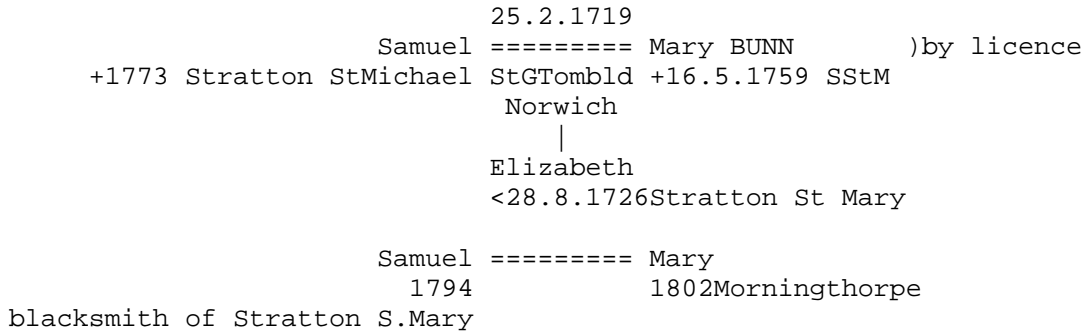 25.2.1719
Samuel ========= Mary BUNN )by licence
+1773 Stratton StMichael StGTombld +16.5.1759 SStM
Norwich
|
Elizabeth
<28.8.1726Stratton St Mary
Samuel ========= Mary
1794 1802Morningthorpe
blacksmith of Stratton S.Mary